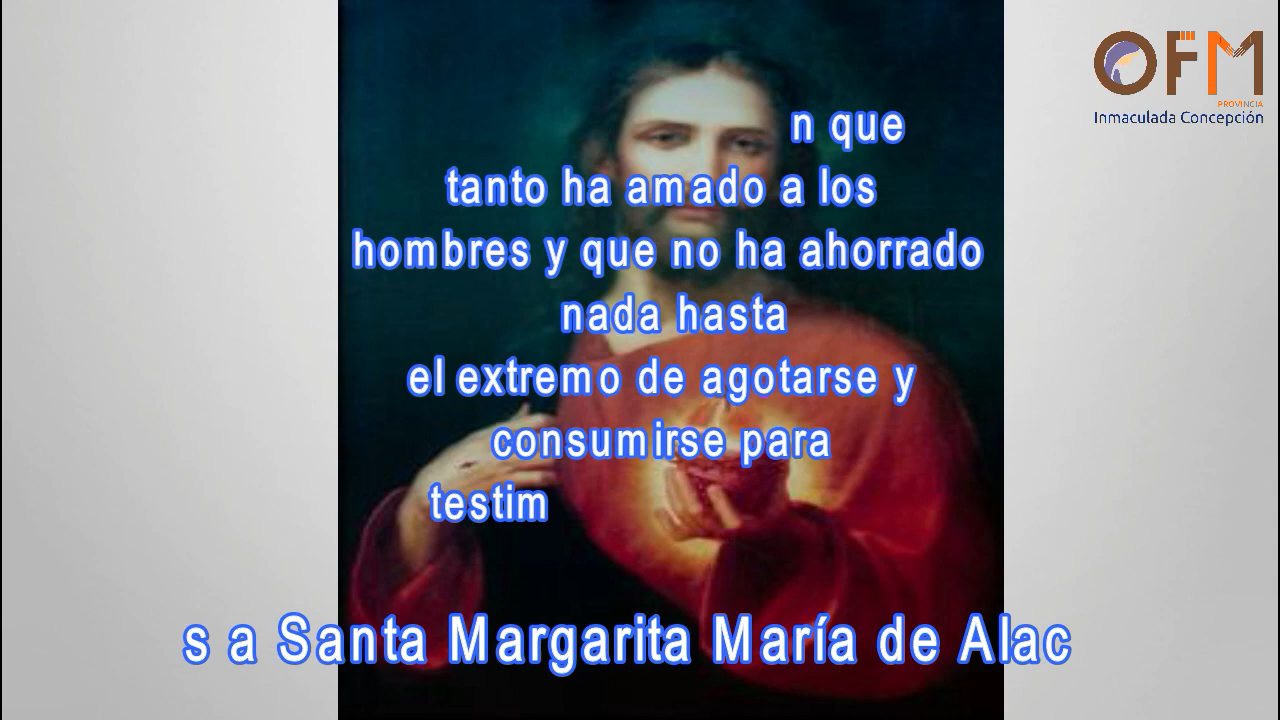 OFM
PROVINCIA
Inmaculada Concepción
n que
tanto ha amado a los
hombres y que no ha ahorrado
nada hasta
el extremo de agotarse y
consumirse para
testim
s a Santa Margarita María de Alac